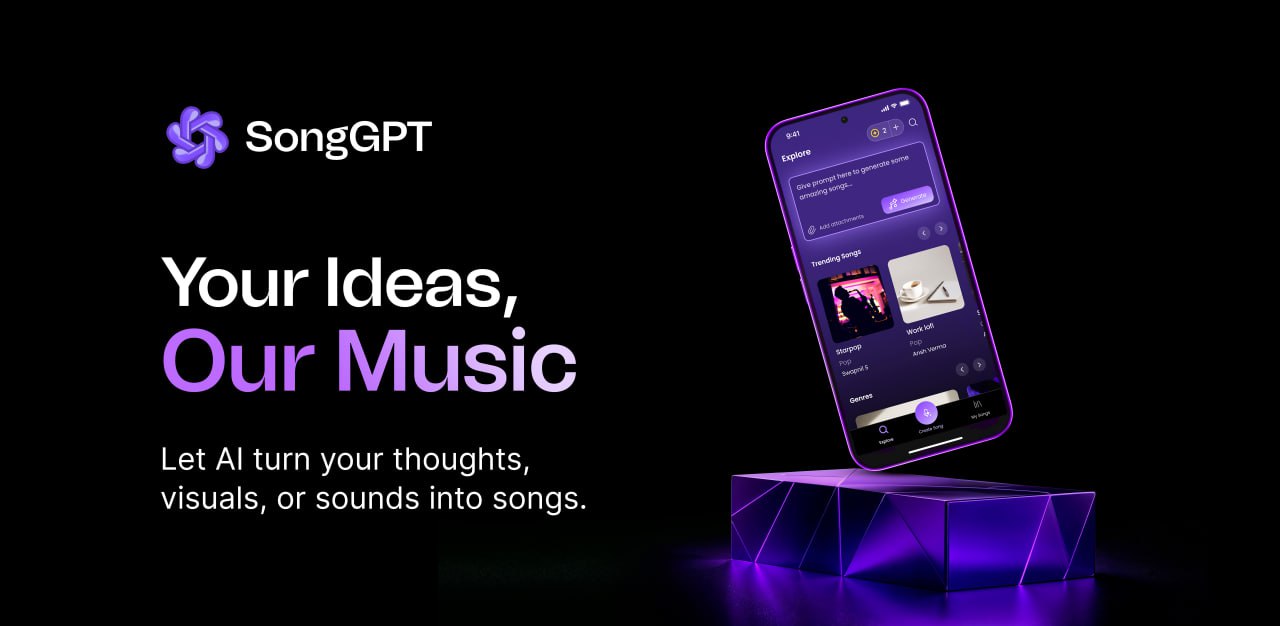 SongGPT
Your Ideas,
Our Music
Let AI turn your thoughts,
visuals, or sounds into songs.
9:41
2
Explore
Give prompt here to generate some
amazing songs...
Generate
Add attachments
Trending Songs
Starpop
Pop
Swapnil S
Work lofi
Pop
Arish Verma
Genres
Explore
Create Song
My Songs